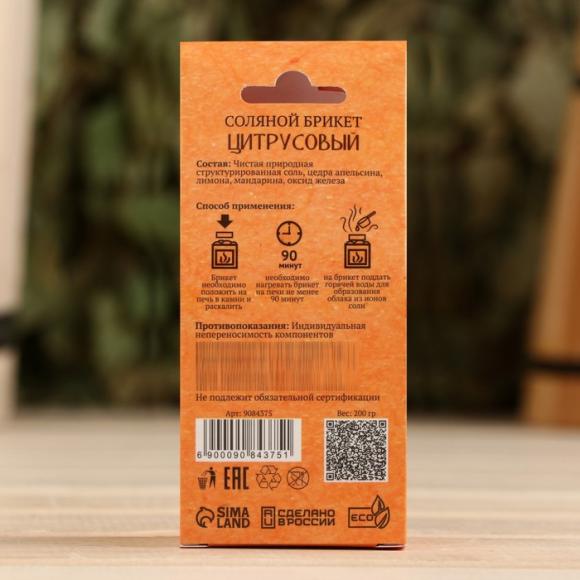 СОЛЯНОЙ БРИКЕТ
ЦИТРУСОВЫЙ
Состав: Чистая природная
структурированная соль, цедра апельсина,
лимона, мандарина, оксид железа
Способ применения:
Брикет
необходимо
положить на
печь в камни и
раскалить
90
минут
необходимо
нагревать брикет
на печи не менее
90 минут
на брикет поддать
горячей воды для
образования
облака из ионов
соли
Противопоказания: Индивидуальная
непереносимость компонентов
Не подлежит обязательной сертификации
Арт: 9084375
Вес: 200 гр
6 900090 843751
EAC
SIMA
LAND
СДЕЛАНО
В РОССИИ
ECO